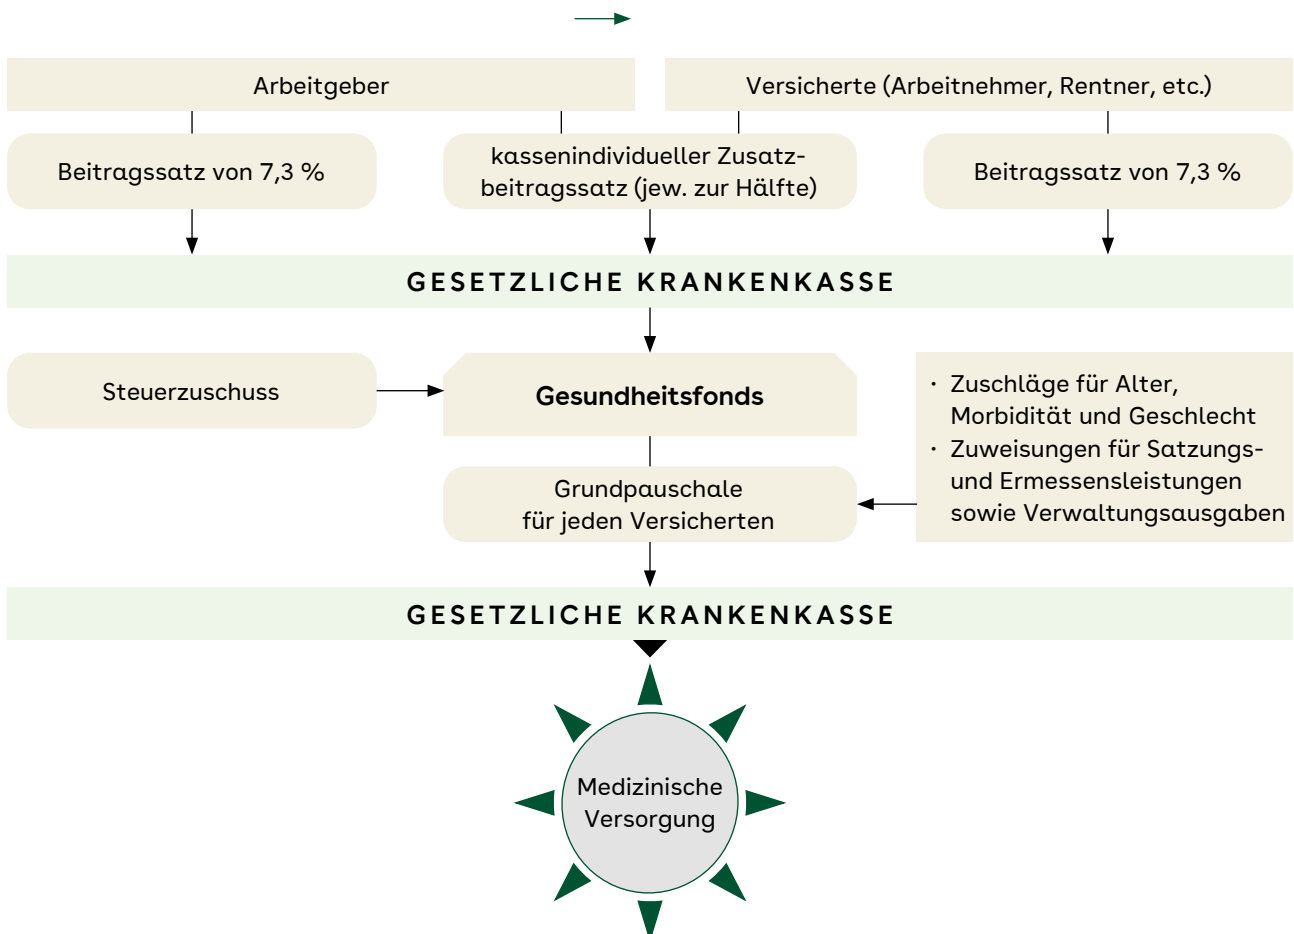 Arbeitgeber
Versicherte (Arbeitnehmer, Rentner, etc.)
Beitragssatz von 7,3 %
kassenindividueller Zusatz-
beitragssatz (jew. zur Hälfte)
Beitragssatz von 7,3 %
GESETZLICHE KRANKENKASSE
Steuerzuschuss
Gesundheitsfonds
· Zuschläge für Alter,
Morbidität und Geschlecht
· Zuweisungen für Satzungs-
und Ermessensleistungen
sowie Verwaltungsausgaben
Grundpauschale
für jeden Versicherten
GESETZLICHE KRANKENKASSE
Medizinische
Versorgung